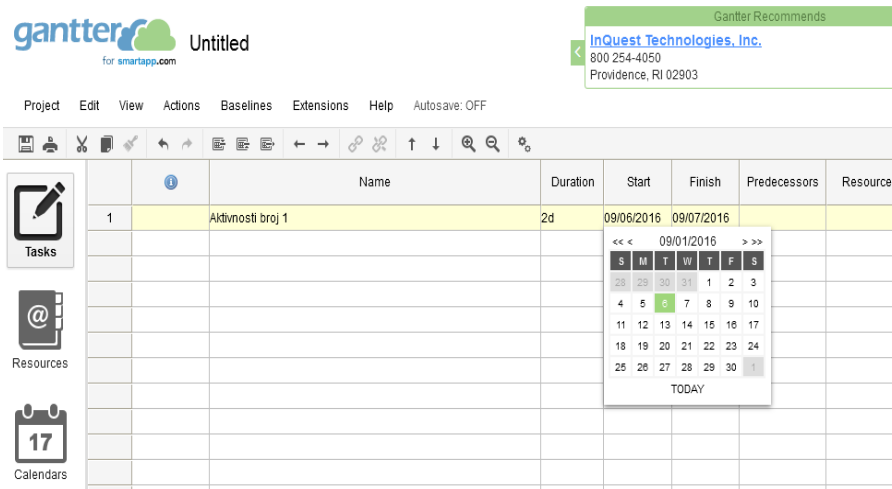 gantter
for smartapp.com
Untitled
Gantter Recommends
InQuest Technologies, Inc.
800 254-4050
Providence, RI 02903
Project Edit View Actions Baselines Extensions Help Autosave: OFF
Name Duration Start Finish Predecessors Resource
1 Aktivnosti broj 1 2d 09/06/2016 09/07/2016
Tasks
<< < 09/01/2016 > >>
S M T W T F S
28 29 30 31 1 2 3
4 5 6 7 8 9 10
11 12 13 14 15 16 17
18 19 20 21 22 23 24
25 26 27 28 29 30 1
TODAY
@
Resources
17
Calendars